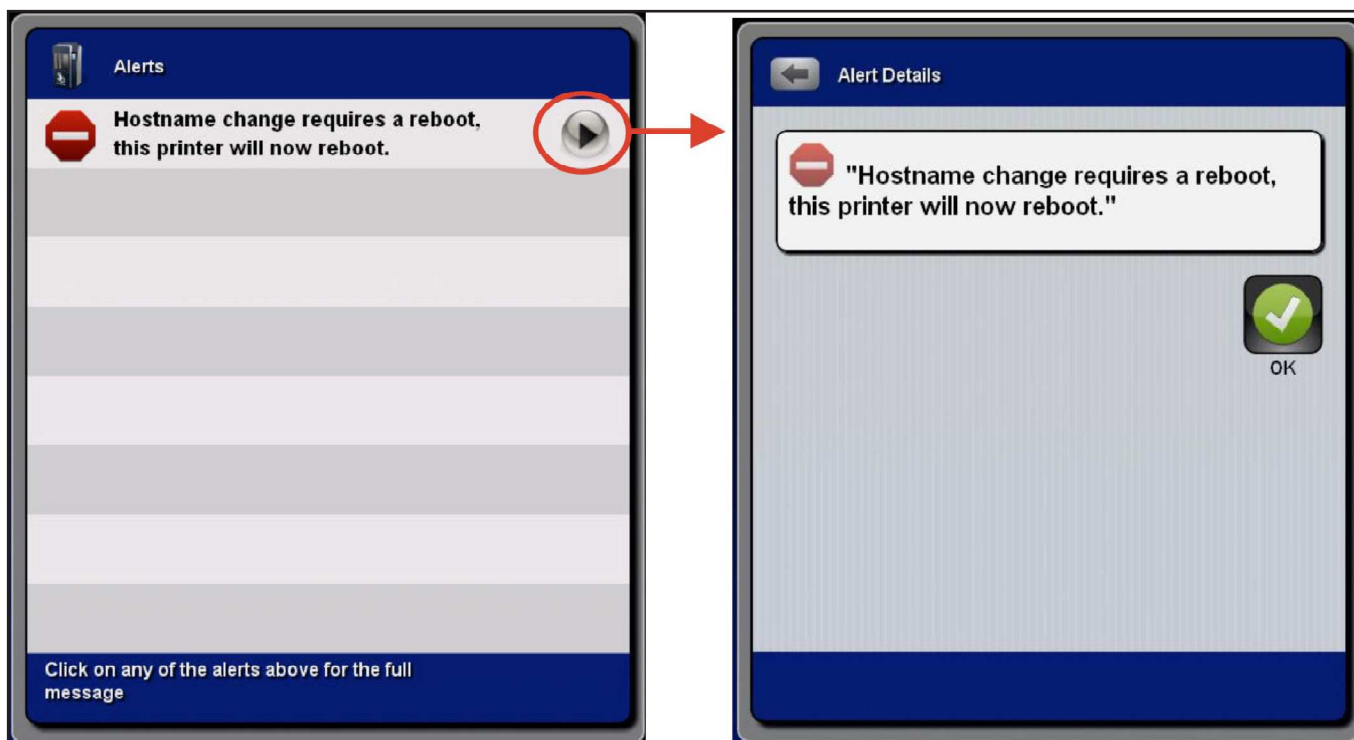 Alerts
Hostname change requires a reboot,
this printer will now reboot.
Click on any of the alerts above for the full
message
Alert Details
"Hostname change requires a reboot,
this printer will now reboot."
OK